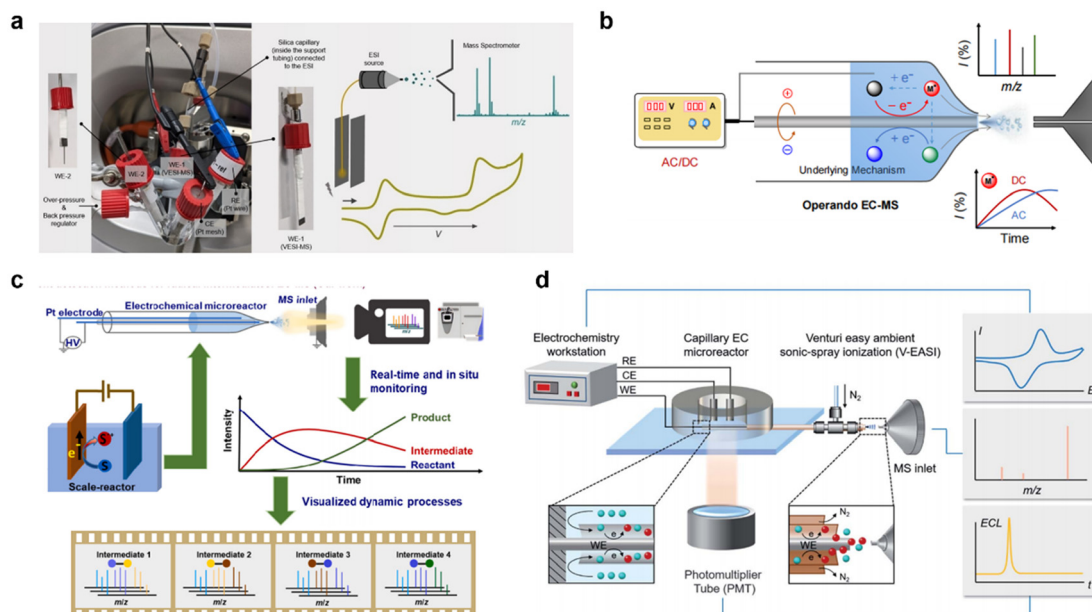 a
Silica capillary
(inside the
support
tubing) connected
to the ESI
WE-2
WE-2
WE-1
(VESI-MS)
RE
(Pt wire)
CE
(Pt mesh)
Over-pressure
&
Back pressure
regulator
WE-1
(VESI-MS)
ESI
source
Mass Spectrometer
m/z
V
b
V
A
AC/DC
+ e⁻
M
− e⁻
+ e⁻
Underlying Mechanism
Operando EC-MS
I (%)
m/z
M
DC
AC
I (%)
Time
c
Electrochemical microreactor
MS inlet
Pt electrode
HV
m/z
Real-time and in situ
monitoring
e⁻
S
S
Scale-reactor
Intensity
Product
Intermediate
Reactant
Time
Visualized dynamic processes
Intermediate 1
Intermediate 2
Intermediate 3
Intermediate 4
m/z
m/z
m/z
m/z
d
Electrochemistry
workstation
Capillary EC
microreactor
Venturi easy ambient
sonic-spray ionization (V-EASI)
RE
CE
WE
N₂
MS inlet
WE
e
e
Photomultiplier
Tube (PMT)
N₂
WE
e
e
N₂
I
E
m/z
ECL
t